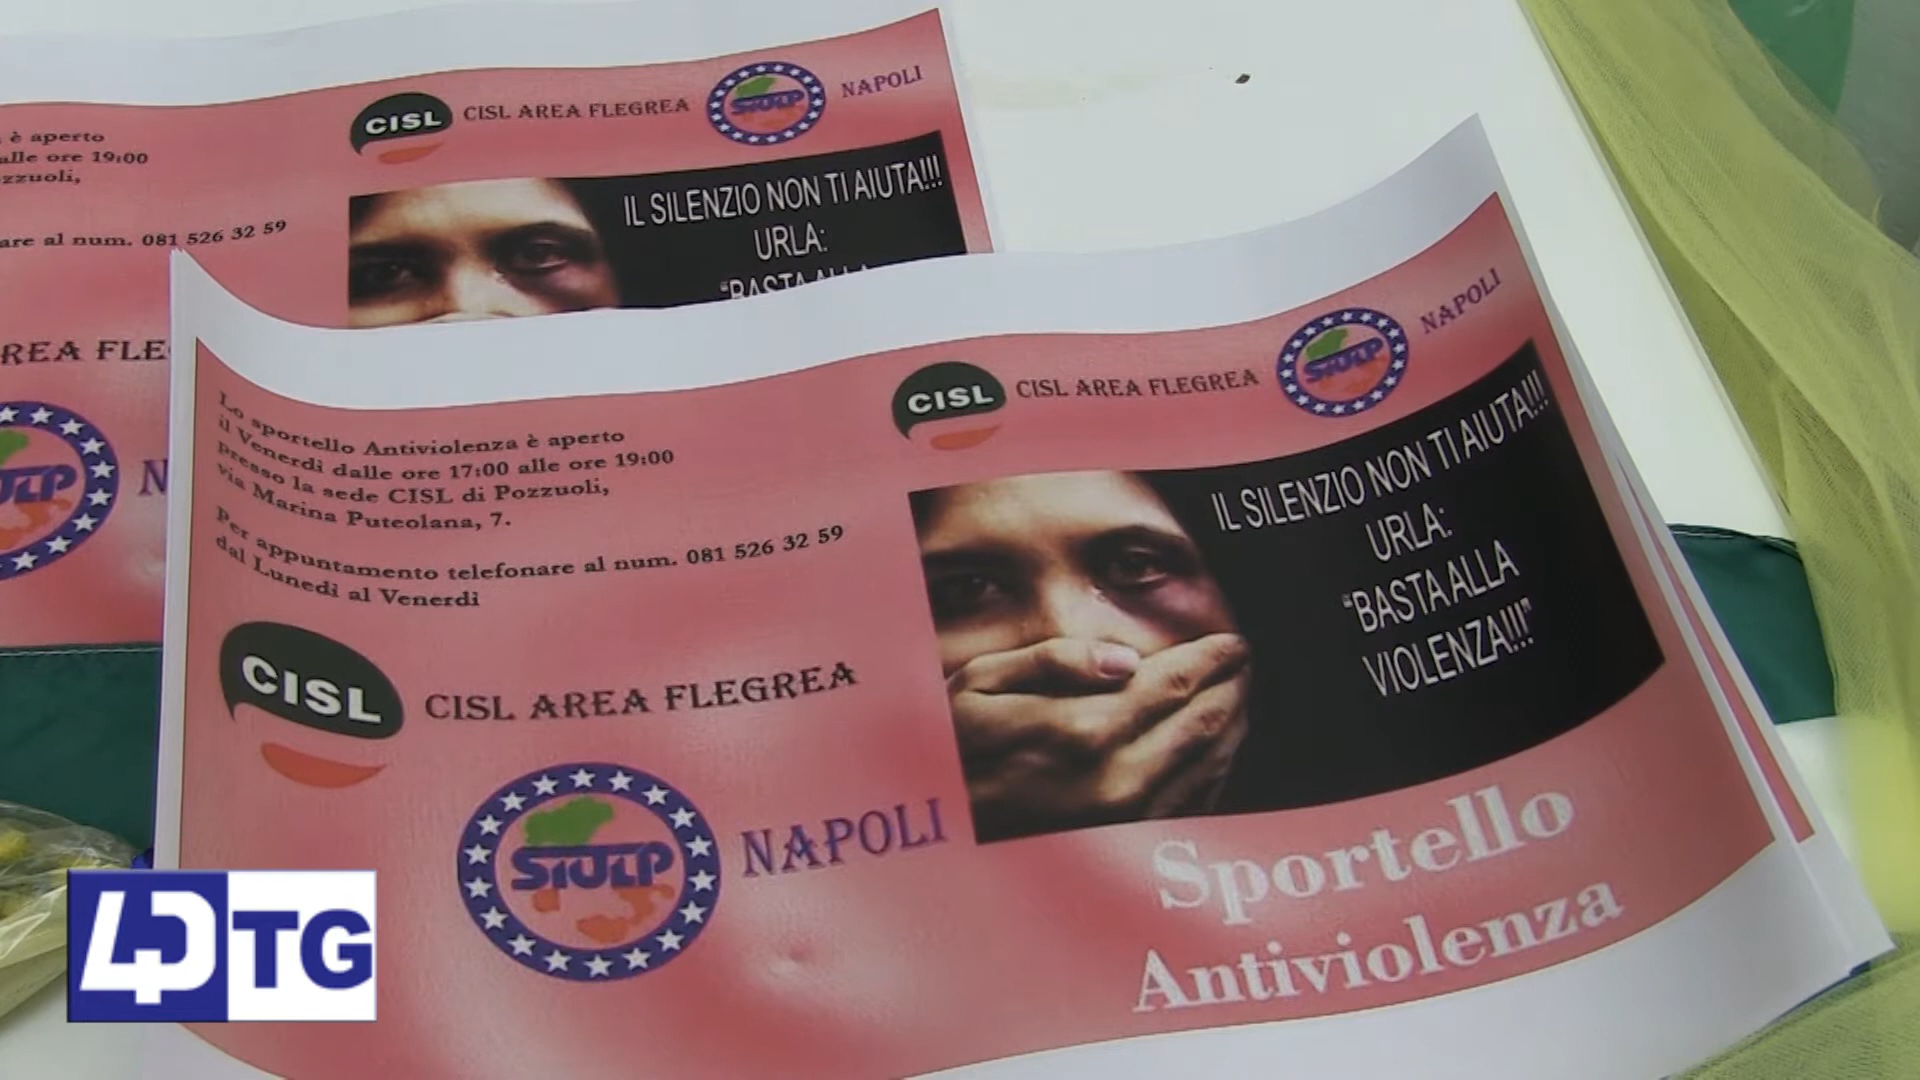 CISL
CISL AREA FLEGREA
SIULP
NAPOLI
è aperto
alle ore 19:00
IL SILENZIO NON TI AIUTA!!!
URLA:
are al num. 081 526 32 59
REA FLE
Lo sportello Antiviolenza è aperto
il Venerdì dalle ore 17:00 alle ore 19:00
presso la sede CISL di Pozzuoli,
via Marina Puteolana, 7.
Per appuntamento telefonare al num. 081 526 32 59
dal Lunedì al Venerdì
CISL
CISL AREA FLEGREA
SIULP
NAPOLI
CISL
CISL AREA FLEGREA
SIULP
NAPOLI
IL SILENZIO NON TI AIUTA!!!
URLA:
“BASTA ALLA
VIOLENZA!!!”
Sportello
Antiviolenza
TG